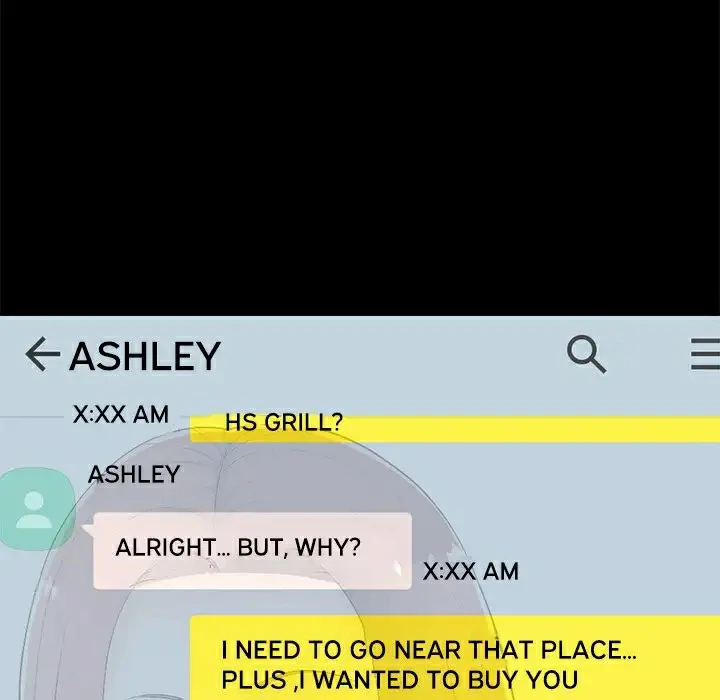 ASHLEY
X:XX AM
HS GRILL?
ASHLEY
ALRIGHT... BUT, WHY?
X:XX AM
I NEED TO GO NEAR THAT PLACE...
PLUS ,I WANTED TO BUY YOU